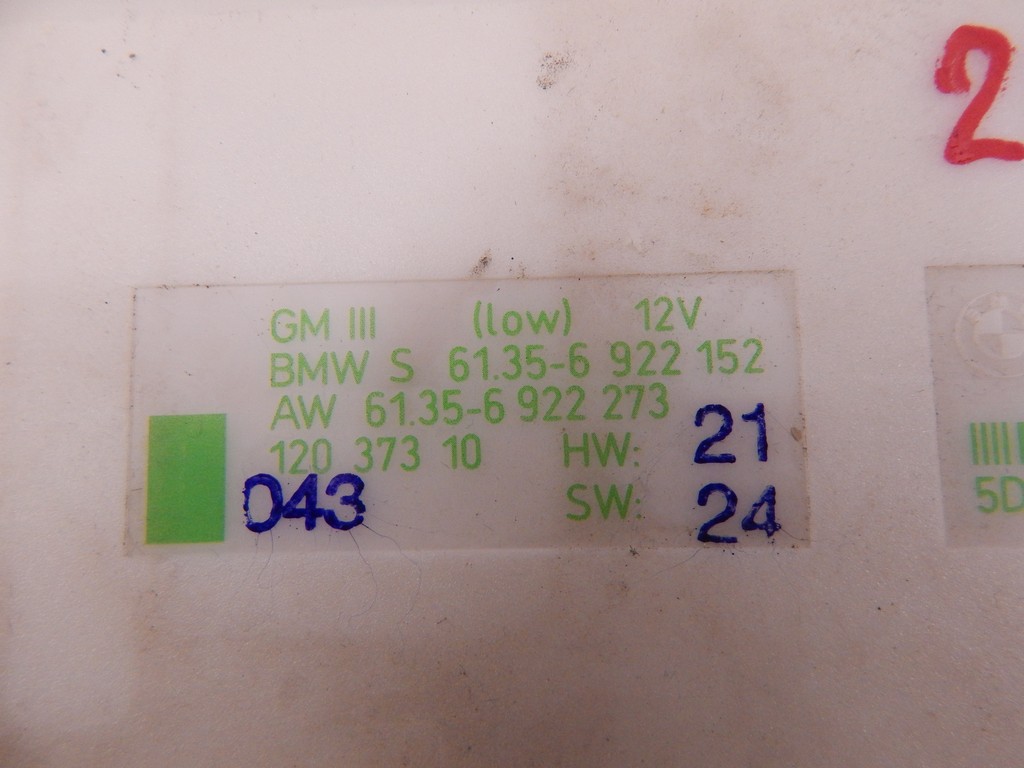 2
GM III (low) 12V
BMW S 61.35-6 922 152
AW 61.35-6 922 273
120 373 10 HW: 21
043 SW: 24
5D